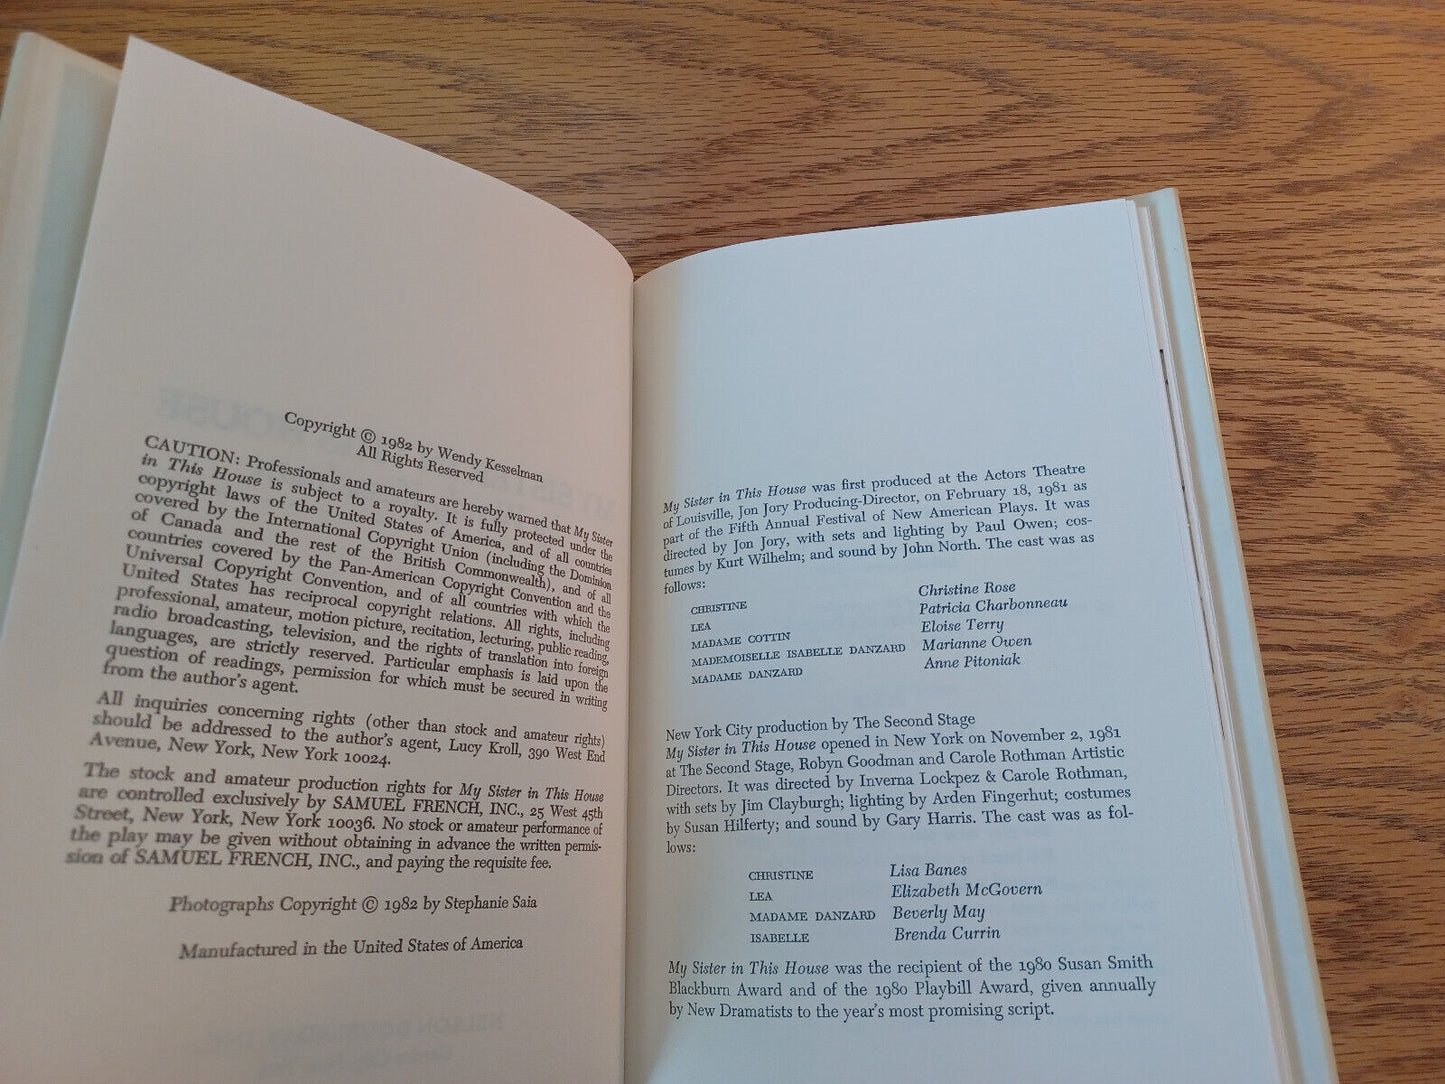 Copyright © 1982 by Wendy Kesselman
All Rights Reserved
CAUTION: Professionals and amateurs are hereby warned that My Sister
in This House is subject to a royalty. It is fully protected under the
copyright laws of the United States of America, and of all countries
covered by the International Copyright Union (including the Dominion
of Canada and the rest of the British Commonwealth), and of all
countries covered by the Pan-American Copyright Convention and the
Universal Copyright Convention, and of all countries with which the
United States has reciprocal copyright relations. All rights, including
professional, amateur, motion picture, recitation, lecturing, public reading,
radio broadcasting, television, and the rights of translation into foreign
languages, are strictly reserved. Particular emphasis is laid upon the
question of readings, permission for which must be secured in writing
from the author's agent.
All inquiries concerning rights (other than stock and amateur rights)
should be addressed to the author's agent, Lucy Kroll, 390 West End
Avenue, New York, New York 10024.
The stock and amateur production rights for My Sister in This House
are controlled exclusively by SAMUEL FRENCH, INC., 25 West 45th
Street, New York, New York 10036. No stock or amateur performance of
the play may be given without obtaining in advance the written permis-
sion of SAMUEL FRENCH, INC., and paying the requisite fee.
Photographs Copyright © 1982 by Stephanie Saia
Manufactured in the United States of America
My Sister in This House was first produced at the Actors Theatre
of Louisville, Jon Jory Producing-Director, on February 18, 1981 as
part of the Fifth Annual Festival of New American Plays. It was
directed by Jon Jory, with sets and lighting by Paul Owen; cos-
tumes by Kurt Wilhelm; and sound by John North. The cast was as
follows:
CHRISTINE Christine Rose
LEA Patricia Charbonneau
MADAME COTTIN Eloise Terry
MADEMOISELLE ISABELLE DANZARD Marianne Owen
MADAME DANZARD Anne Pitoniak
New York City production by The Second Stage
My Sister in This House opened in New York on November 2, 1981
at The Second Stage, Robyn Goodman and Carole Rothman Artistic
Directors. It was directed by Inverna Lockpez & Carole Rothman,
with sets by Jim Clayburgh; lighting by Arden Fingerhut; costumes
by Susan Hilferty; and sound by Gary Harris. The cast was as fol-
lows:
CHRISTINE Lisa Banes
LEA Elizabeth McGovern
MADAME DANZARD Beverly May
ISABELLE Brenda Currin
My Sister in This House was the recipient of the 1980 Susan Smith
Blackburn Award and of the 1980 Playbill Award, given annually
by New Dramatists to the year's most promising script.